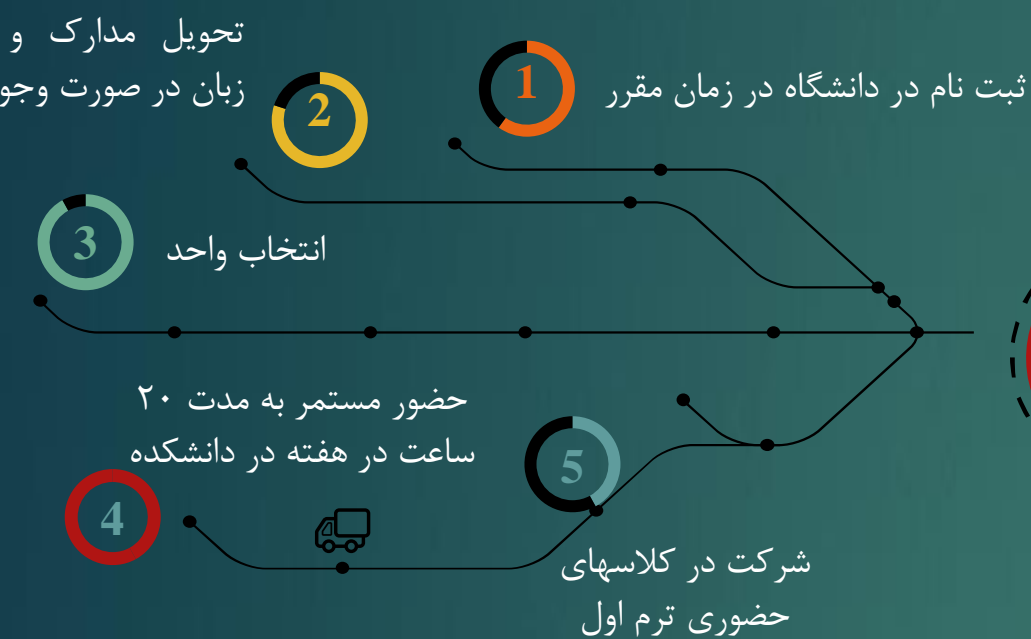 1
ثبت نام در دانشگاه در زمان مقرر
2
تحویل مدارک و
زبان در صورت
3
انتخاب واحد
4
حضور مستمر به مدت ۲۰
ساعت در هفته در دانشکده
5
شرکت در کلاسهای
حضوری ترم اول